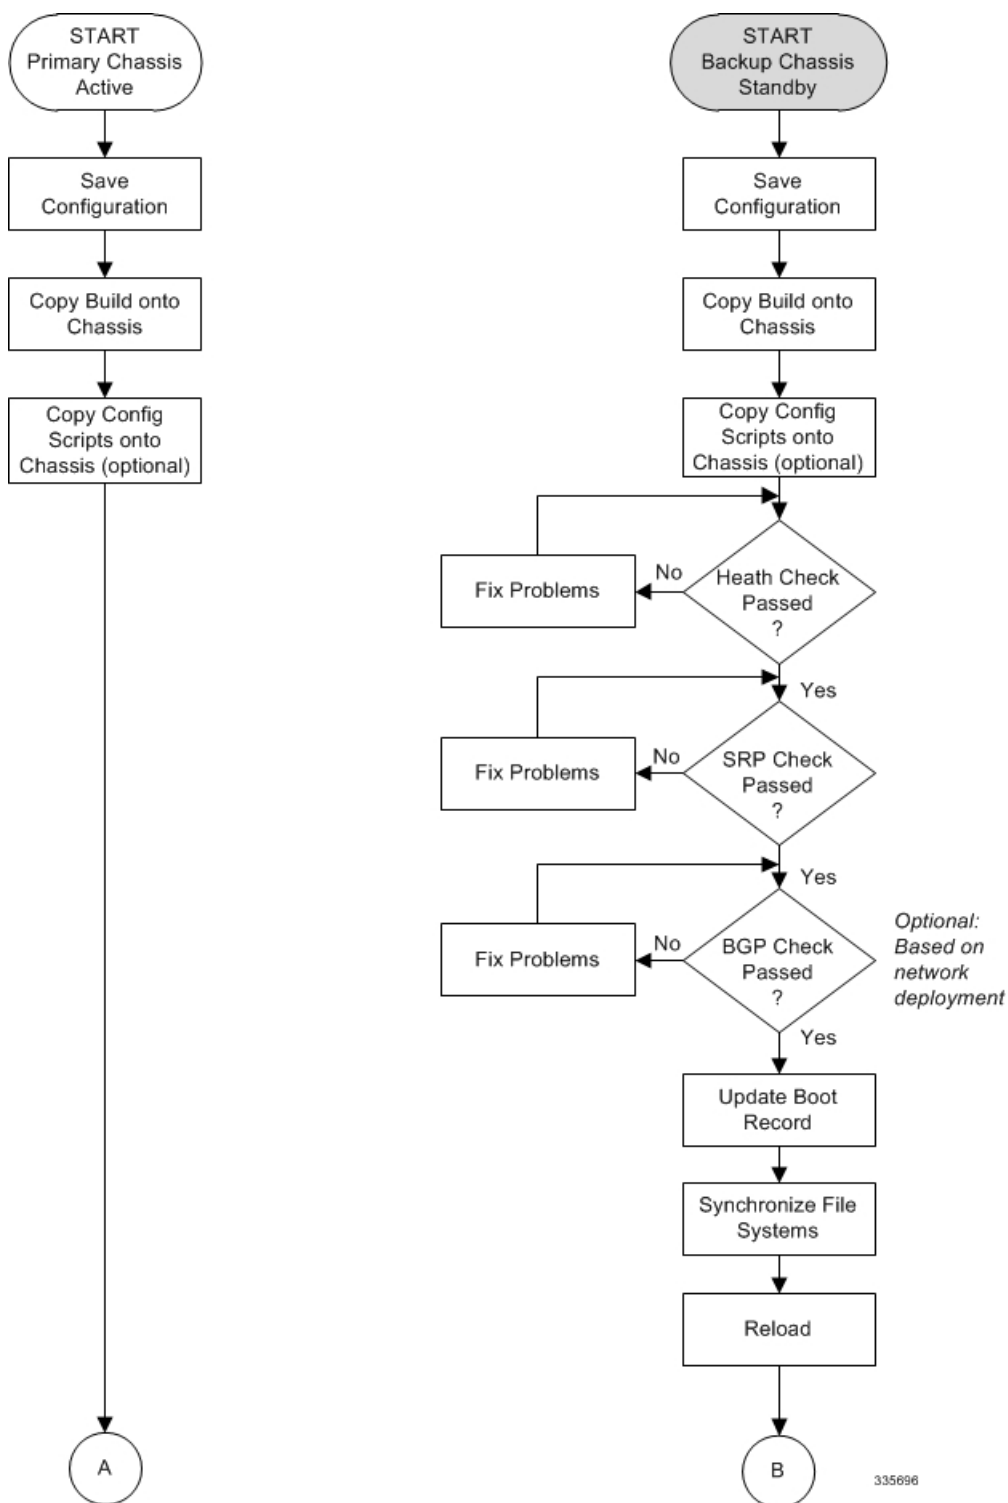 START
Primary Chassis
Active
Save
Configuration
Copy Build onto
Chassis
Copy Config
Scripts onto
Chassis (optional)
A
START
Backup Chassis
Standby
Save
Configuration
Copy Build onto
Chassis
Copy Config
Scripts onto
Chassis (optional)
Heath Check
Passed
?
No
Fix Problems
Yes
SRP Check
Passed
?
No
Fix Problems
Yes
BGP Check
Passed
?
No
Fix Problems
Optional:
Based on
network
deployment
Yes
Update Boot
Record
Synchronize File
Systems
Reload
B
335696